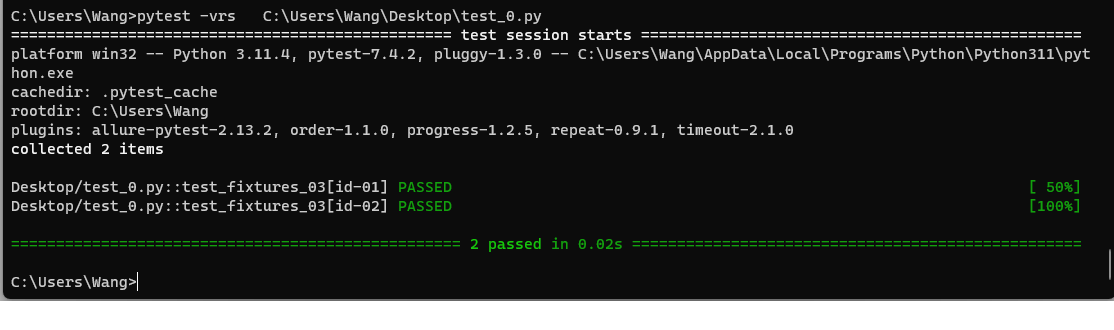 C:\Users\Wang>pytest -vrs   C:\Users\Wang\Desktop\test_0.py
================================================= test session starts =================================================
platform win32 -- Python 3.11.4, pytest-7.4.2, pluggy-1.3.0 -- C:\Users\Wang\AppData\Local\Programs\Python\Python311\pyt
hon.exe
cachedir: .pytest_cache
rootdir: C:\Users\Wang
plugins: allure-pytest-2.13.2, order-1.1.0, progress-1.2.5, repeat-0.9.1, timeout-2.1.0
collected 2 items
Desktop/test_0.py::test_fixtures_03[id-01] PASSED                                                                [ 50%]
Desktop/test_0.py::test_fixtures_03[id-02] PASSED                                                                [100%]
================================================== 2 passed in 0.02s ==================================================
C:\Users\Wang>